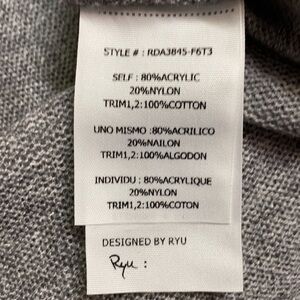 STYLE # : RDA3845-F6T3
SELF : 80%ACRYLIC
20%NYLON
TRIM1,2:100%COTTON
UNO MISMO :80%ACRILICO
20%NAILON
TRIM1,2:100%ALGODON
INDIVIDU : 80%ACRYLIQUE
20%NYLON
TRIM1,2:100%COTON
DESIGNED BY RYU
Ryu :